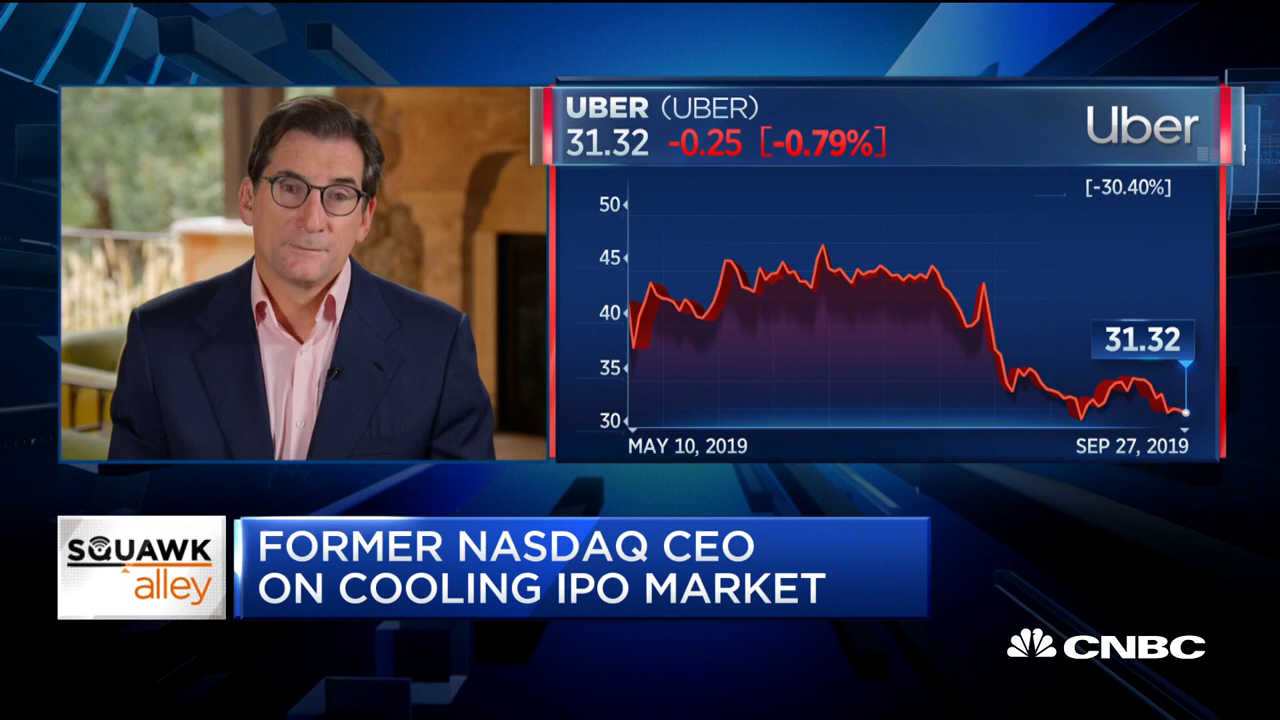 UBER (UBER)
31.32 -0.25 [-0.79%]
Uber
[-30.40%]
50
45
40
35
30
31.32
MAY 10, 2019
SEP 27, 2019
SQUAWK
alley
FORMER NASDAQ CEO
ON COOLING IPO MARKET
CNBC